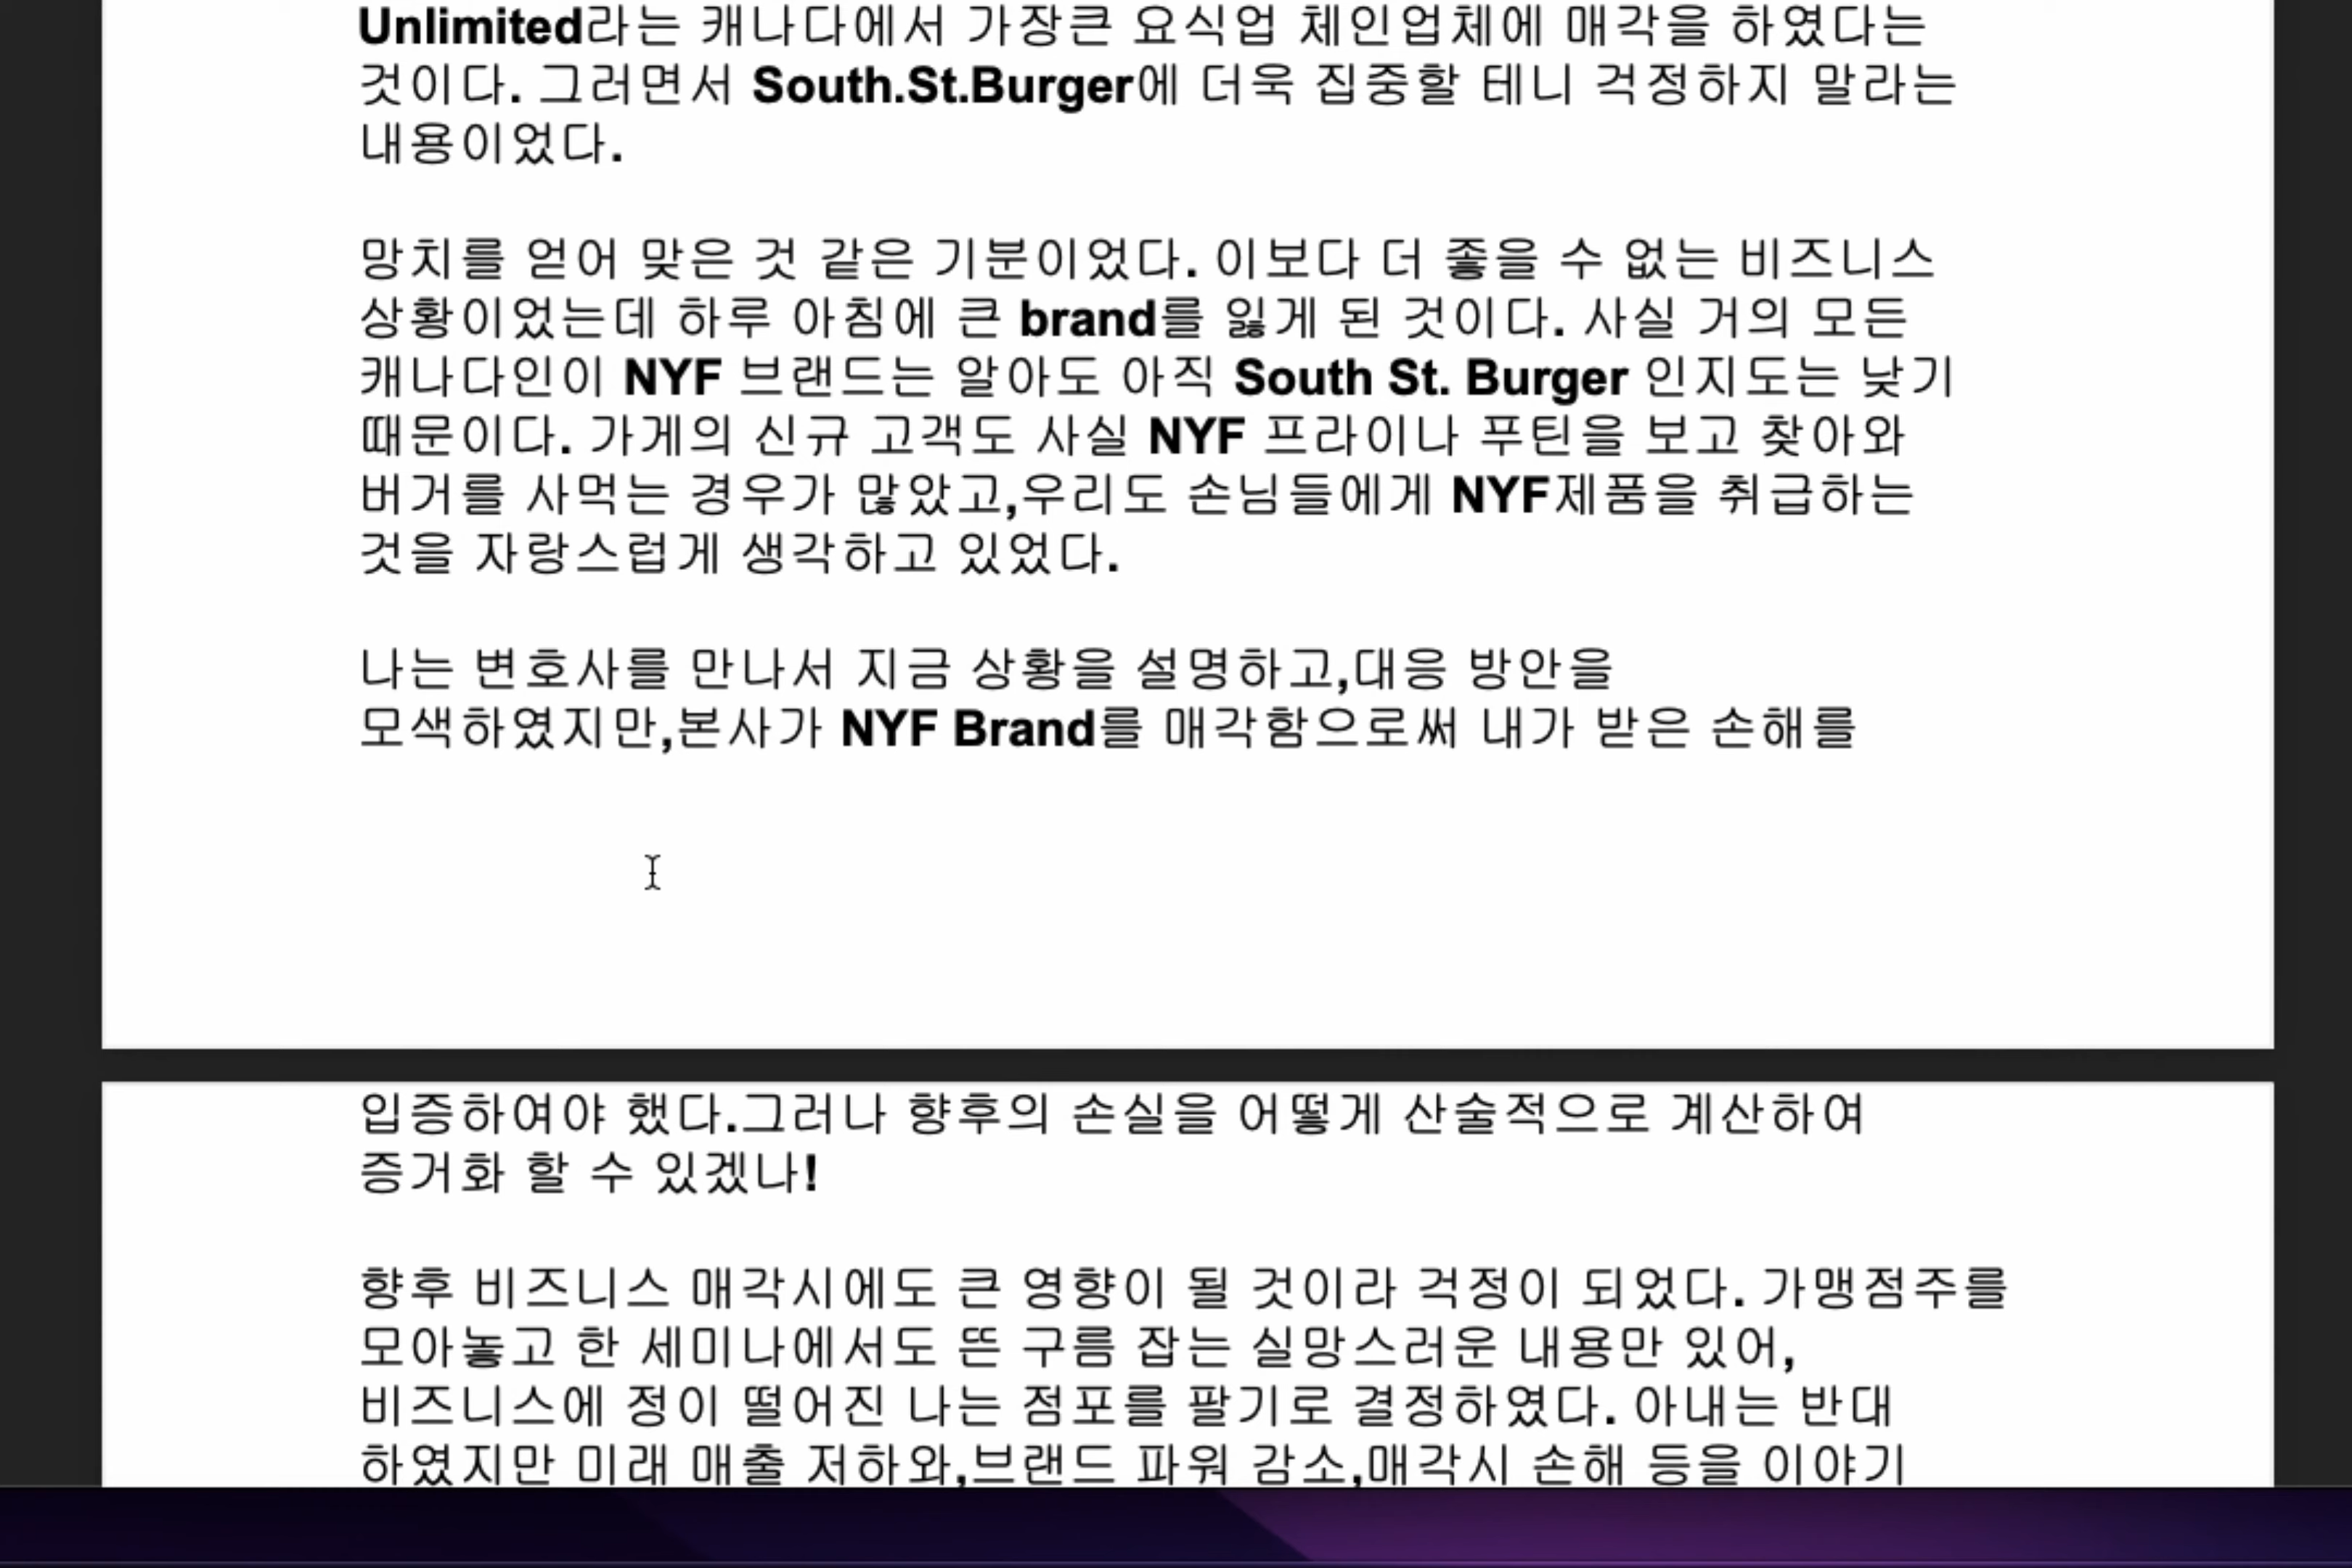 Unlimited라는 캐나다에서 가장큰 요식업 체인업체에 매각을 하였다는
것이다. 그러면서 South.St.Burger에 더욱 집중할 테니 걱정하지 말라는
내용이었다.
망치를 얻어 맞은 것 같은 기분이었다. 이보다 더 좋을 수 없는 비즈니스
상황이었는데 하루 아침에 큰 brand를 잃게 된 것이다. 사실 거의 모든
캐나다인이 NYF 브랜드는 알아도 아직 South St. Burger 인지도는 낮기
때문이다. 가게의 신규 고객도 사실 NYF 프라이나 푸틴을 보고 찾아와
버거를 사먹는 경우가 많았고,우리도 손님들에게 NYF제품을 취급하는
것을 자랑스럽게 생각하고 있었다.
나는 변호사를 만나서 지금 상황을 설명하고,대응 방안을
모색하였지만,본사가 NYF Brand를 매각함으로써 내가 받은 손해를
입증하여야 했다.그러나 향후의 손실을 어떻게 산술적으로 계산하여
증거화 할 수 있겠나!
향후 비즈니스 매각시에도 큰 영향이 될 것이라 걱정이 되었다. 가맹점주를
모아놓고 한 세미나에서도 뜬 구름 잡는 실망스러운 내용만 있어,
비즈니스에 정이 떨어진 나는 점포를 팔기로 결정하였다. 아내는 반대
하였지만 미래 매출 저하와,브랜드 파워 감소,매각시 손해 등을 이야기